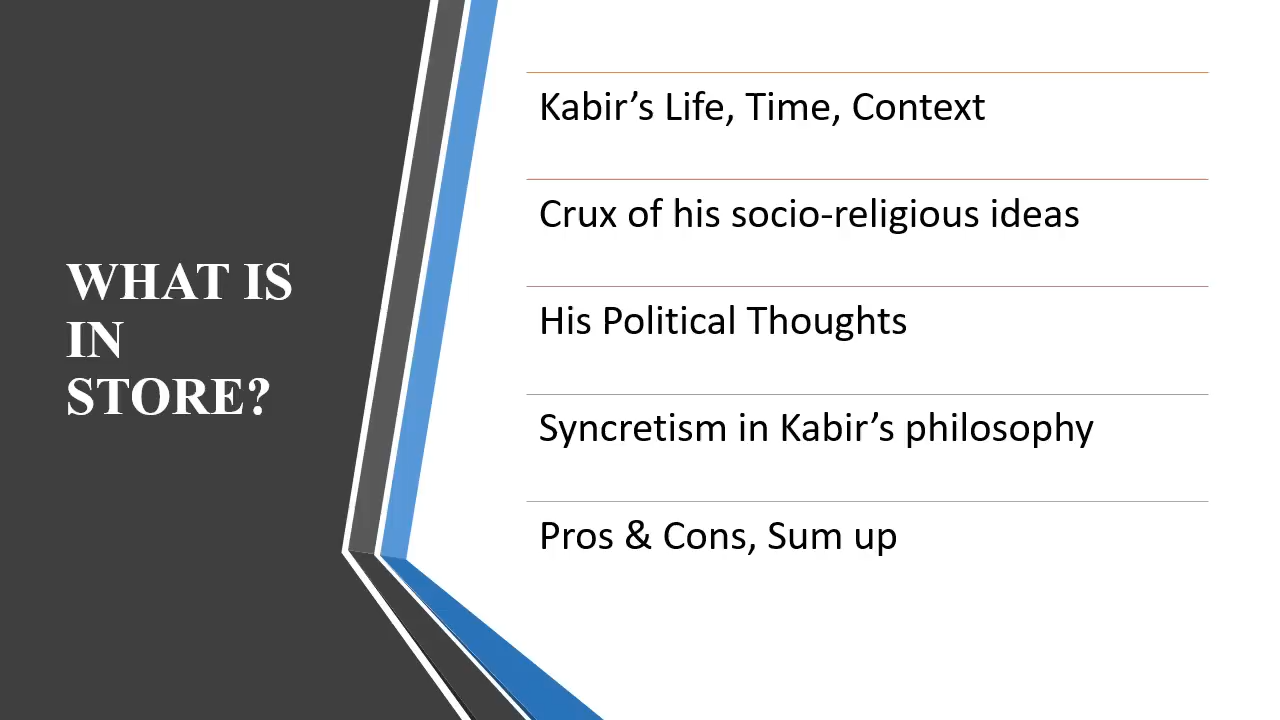 WHAT IS
IN
STORE?
Kabir’s Life, Time, Context
Crux of his socio-religious ideas
His Political Thoughts
Syncretism in Kabir’s philosophy
Pros & Cons, Sum up